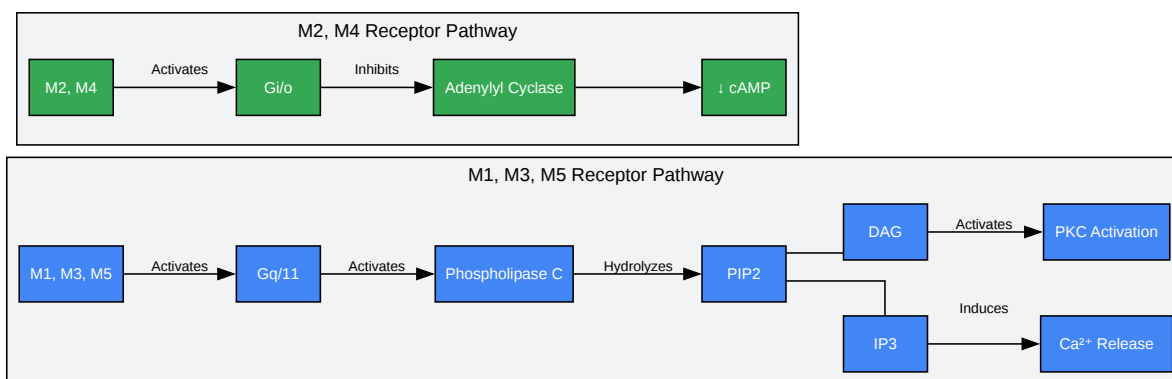 M2, M4 Receptor Pathway
M2, M4
Activates
Gi/o
Inhibits
Adenylyl Cyclase
↓ cAMP
M1, M3, M5 Receptor Pathway
M1, M3, M5
Activates
Gq/11
Activates
Phospholipase C
Hydrolyzes
PIP2
DAG
Activates
PKC Activation
IP3
Induces
Ca²⁺ Release